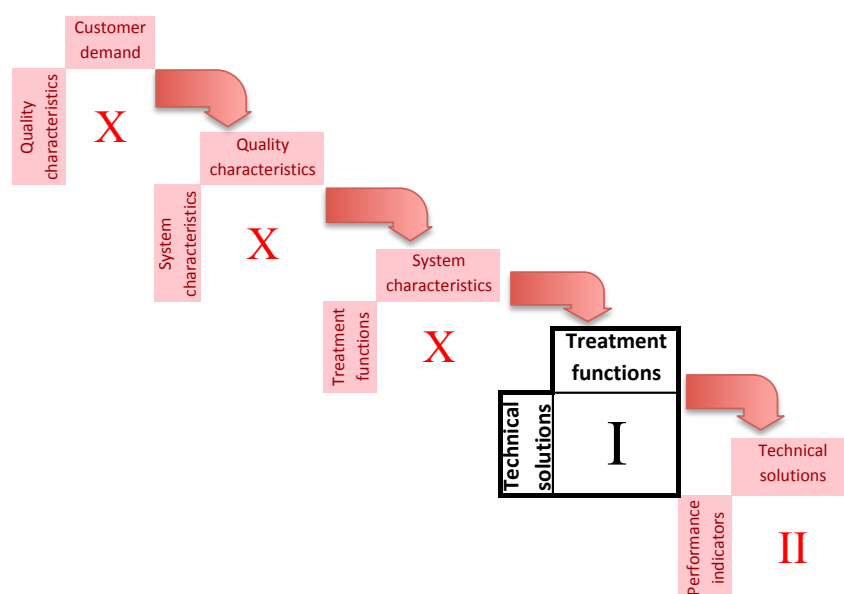 Customer
demand
Quality
characteristics
X
Quality
characteristics
System
characteristics
X
System
characteristics
Treatment
functions
X
Treatment
functions
Technical
solutions
I
Technical
solutions
Performance
indicators
II